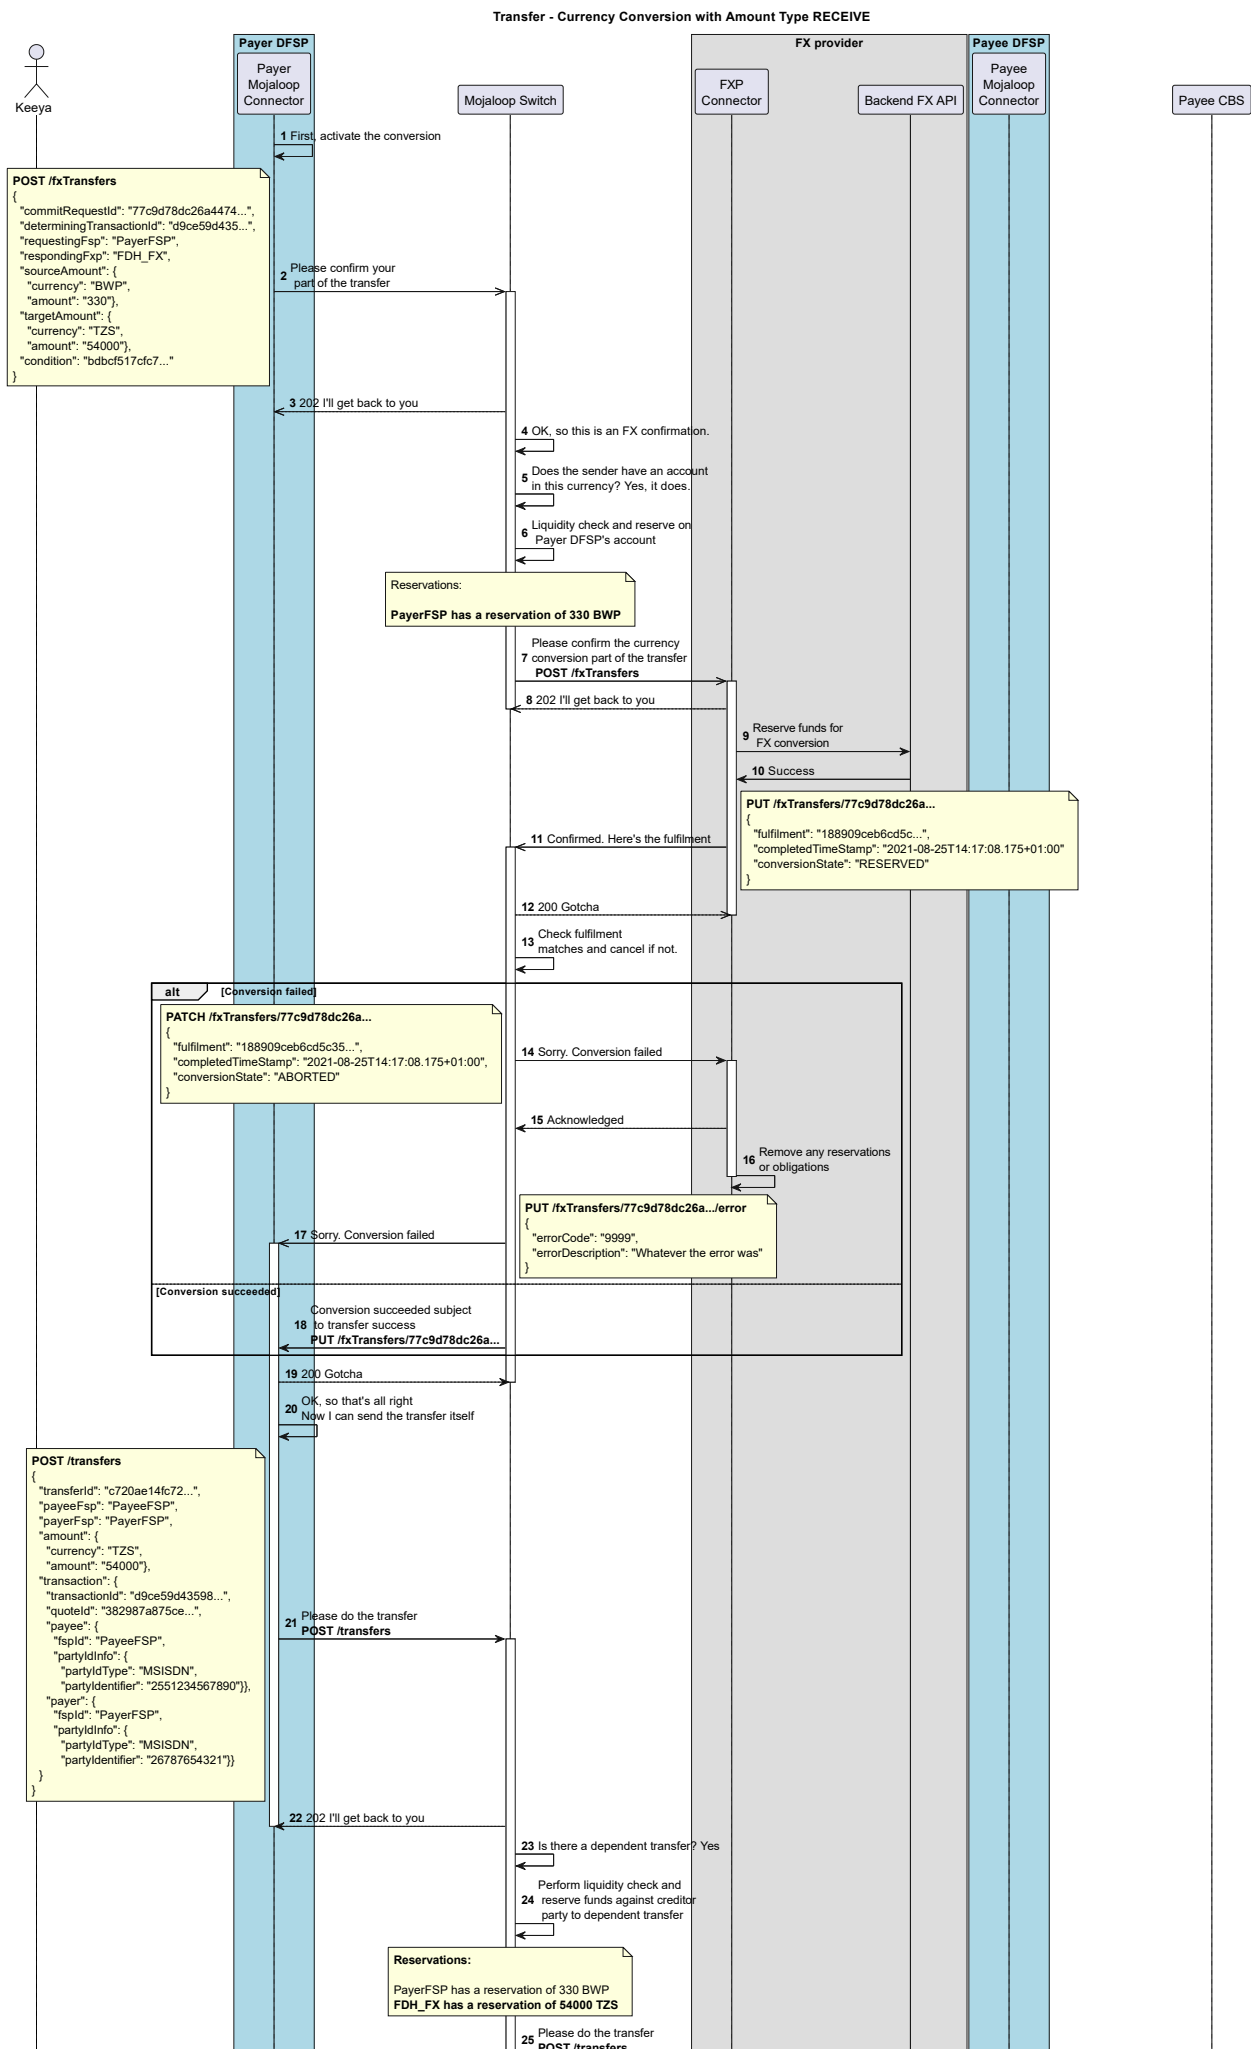 Transfer - Currency Conversion with Amount Type RECEIVE
Payer DFSP
FX provider
Payee DFSP
Keeya
Payer
Mojaloop
Connector
Mojaloop Switch
FXP
Connector
Backend FX API
Payee
Mojaloop
Connector
Payee CBS
1 First, activate the conversion
POST /fxTransfers
{
"commitRequestId": "77c9d78dc26a4474...",
"determiningTransactionId": "d9ce59d435...",
"requestingFsp": "PayerFSP",
"respondingFxp": "FDH_FX",
"sourceAmount": {
"currency": "BWP",
"amount": "330"},
"targetAmount": {
"currency": "TZS",
"amount": "54000"},
"condition": "bdbcf517cfc7..."
}
2 Please confirm your
part of the transfer
3 202 I'll get back to you
4 OK, so this is an FX confirmation.
5 Does the sender have an account
in this currency? Yes, it does.
6 Liquidity check and reserve on
Payer DFSP's account
Reservations:
PayerFSP has a reservation of 330 BWP
Please confirm the currency
7 conversion part of the transfer
POST /fxTransfers
8 202 I'll get back to you
9 Reserve funds for
FX conversion
10 Success
PUT /fxTransfers/77c9d78dc26a...
{
"fulfilment": "188909ceb6cd5c...",
"completedTimeStamp": "2021-08-25T14:17:08.175+01:00"
"conversionState": "RESERVED"
}
11 Confirmed. Here's the fulfilment
12 200 Gotcha
13 Check fulfilment
matches and cancel if not.
alt [Conversion failed]
PATCH /fxTransfers/77c9d78dc26a...
{
"fulfilment": "188909ceb6cd5c35...",
"completedTimeStamp": "2021-08-25T14:17:08.175+01:00",
"conversionState": "ABORTED"
}
14 Sorry. Conversion failed
15 Acknowledged
16 Remove any reservations
or obligations
PUT /fxTransfers/77c9d78dc26a.../error
{
"errorCode": "9999",
"errorDescription": "Whatever the error was"
}
17 Sorry. Conversion failed
[Conversion succeeded]
Conversion succeeded subject
18 to transfer success
PUT /fxTransfers/77c9d78dc26a...
19 200 Gotcha
20 OK, so that's all right
Now I can send the transfer itself
POST /transfers
{
"transferId": "c720ae14fc72...",
"payeeFsp": "PayeeFSP",
"payerFsp": "PayerFSP",
"amount": {
"currency": "TZS",
"amount": "54000"},
"transaction": {
"transactionId": "d9ce59d43598...",
"quoteId": "382987a875ce...",
"payee": {
"fspId": "PayeeFSP",
"partyIdInfo": {
"partyIdType": "MSISDN",
"partyIdentifier": "2551234567890"}},
"payer": {
"fspId": "PayerFSP",
"partyIdInfo": {
"partyIdType": "MSISDN",
"partyIdentifier": "26787654321"}}
}
}
21 Please do the transfer
POST /transfers
22 202 I'll get back to you
23 Is there a dependent transfer? Yes
Perform liquidity check and
24 reserve funds against creditor
party to dependent transfer
Reservations:
PayerFSP has a reservation of 330 BWP
FDH_FX has a reservation of 54000 TZS
25 Please do the transfer
POST /transfers